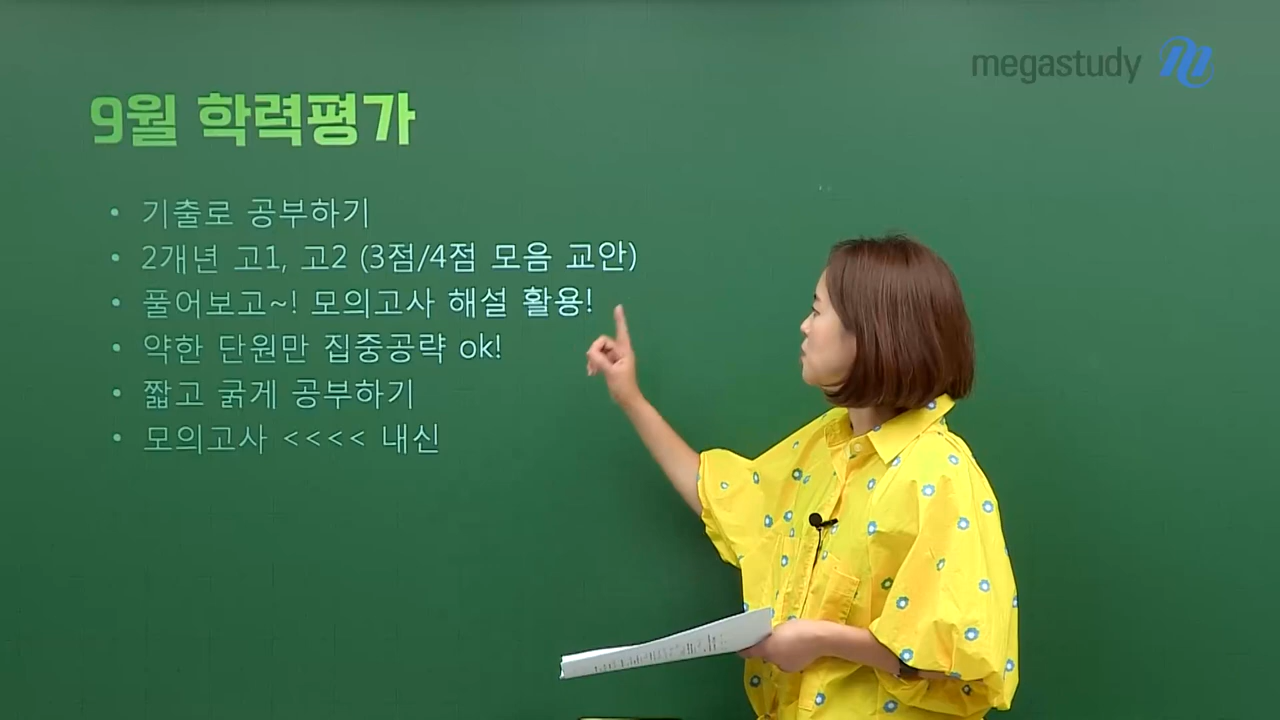 megastudy
9월 학력평가
• 기출로 공부하기
• 2개년 고1, 고2 (3점/4점 모음 교안)
• 풀어보고~! 모의고사 해설 활용!
• 약한 단원만 집중공략 ok!
• 짧고 굵게 공부하기
• 모의고사 <<<< 내신